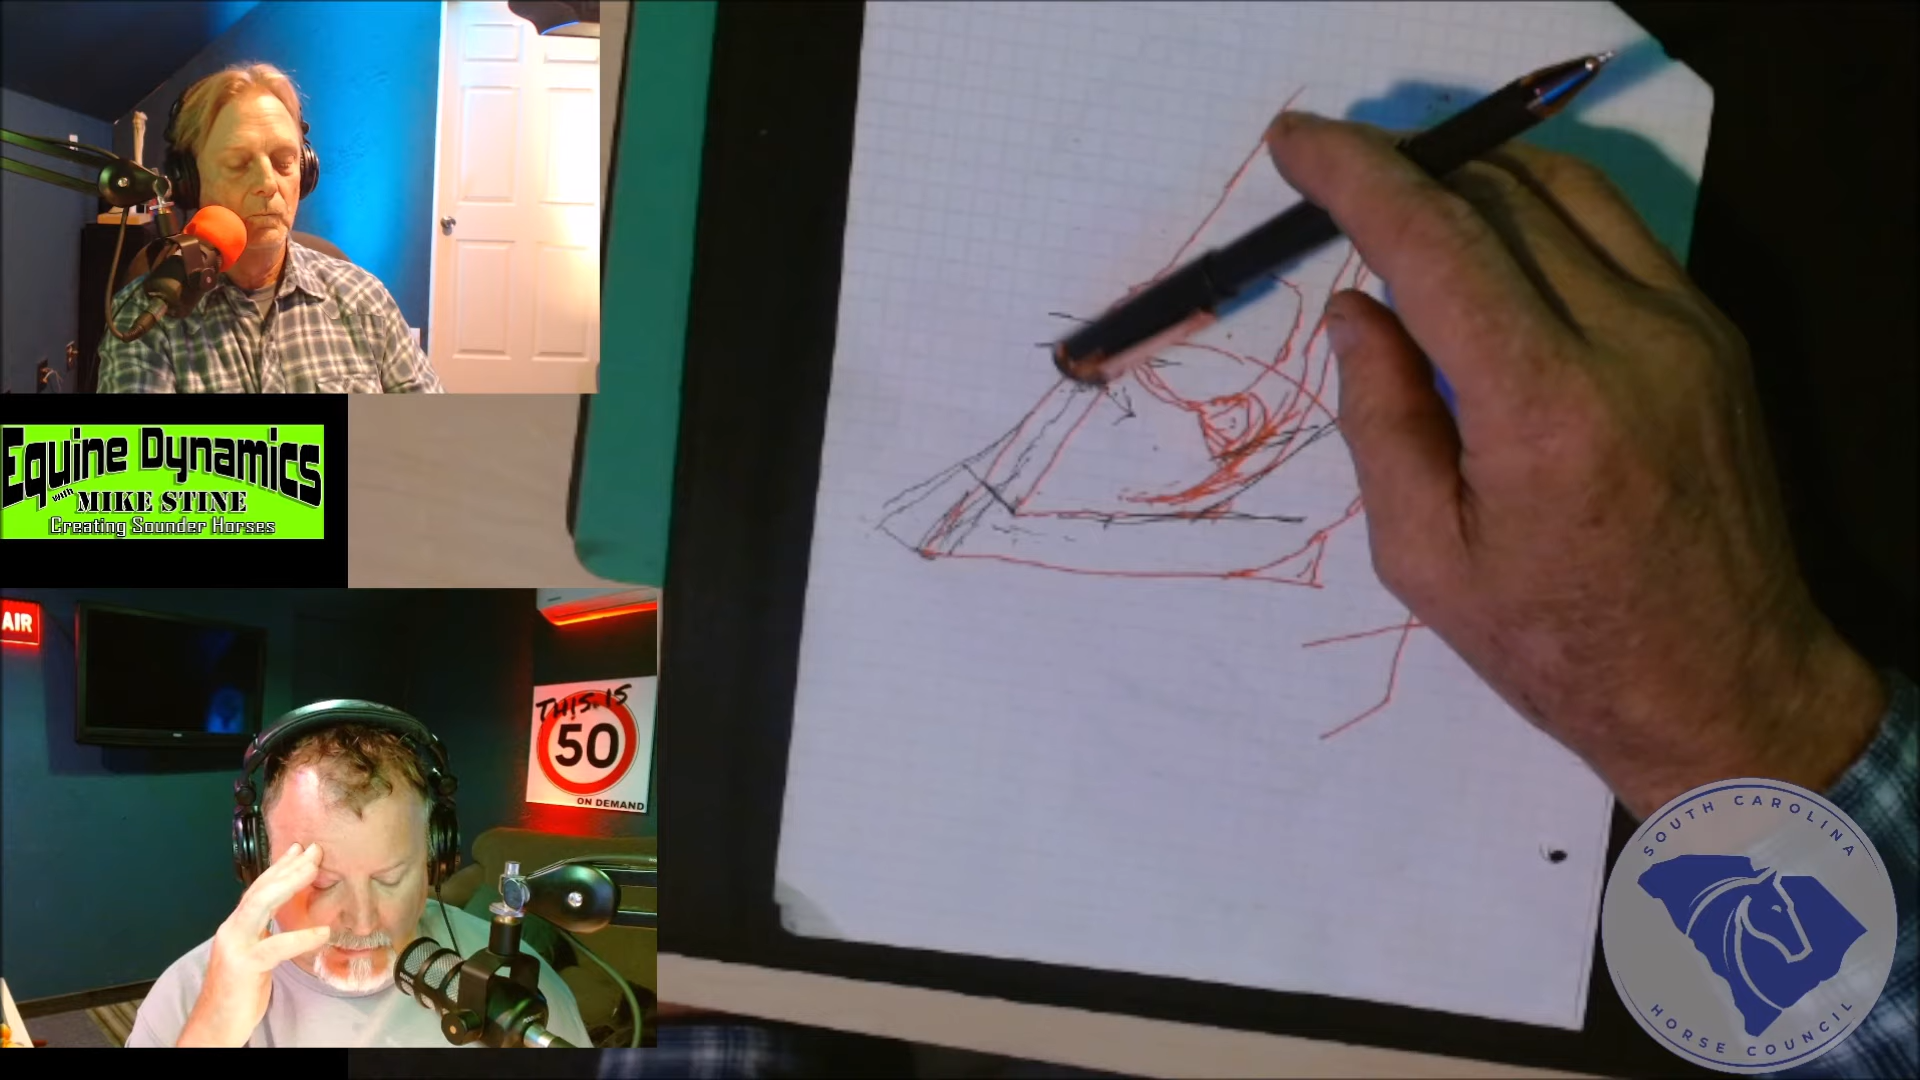 Equine Dynamics
with MIKE STINE
Creating Sounder Horses
AIR
THIS IS
50
ON DEMAND
SOUTH CAROLINA
HORSE COUNCIL